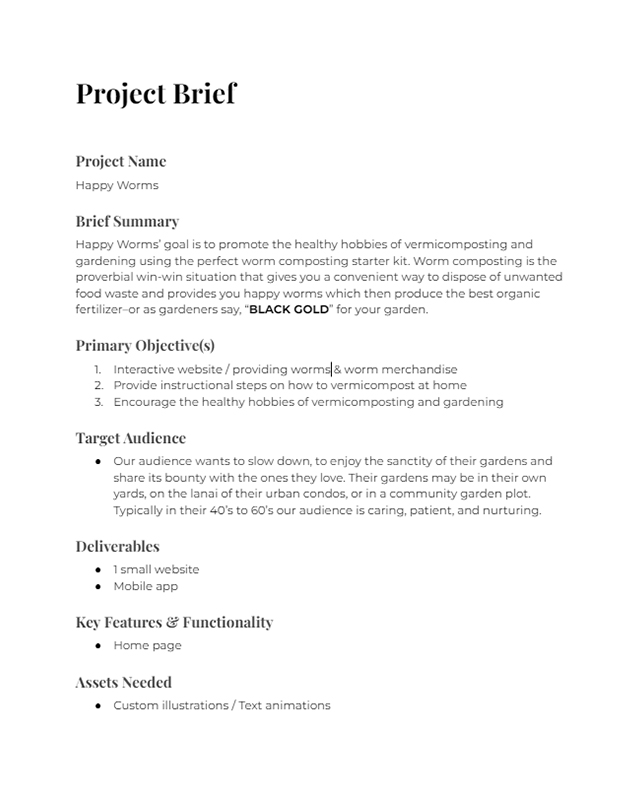 Project Brief
Project Name
Happy Worms
Brief Summary
Happy Worms’ goal is to promote the healthy hobbies of vermicomposting and
gardening using the perfect worm composting starter kit. Worm composting is the
proverbial win-win situation that gives you a convenient way to dispose of unwanted
food waste and provides you happy worms which then produce the best organic
fertilizer–or as gardeners say, “BLACK GOLD” for your garden.
Primary Objective(s)
1. Interactive website / providing worms & worm merchandise
2. Provide instructional steps on how to vermicompost at home
3. Encourage the healthy hobbies of vermicomposting and gardening
Target Audience
● Our audience wants to slow down, to enjoy the sanctity of their gardens and
share its bounty with the ones they love. Their gardens may be in their own
yards, on the lanai of their urban condos, or in a community garden plot.
Typically in their 40’s to 60’s our audience is caring, patient, and nurturing.
Deliverables
● 1 small website
● Mobile app
Key Features & Functionality
● Home page
Assets Needed
● Custom illustrations / Text animations